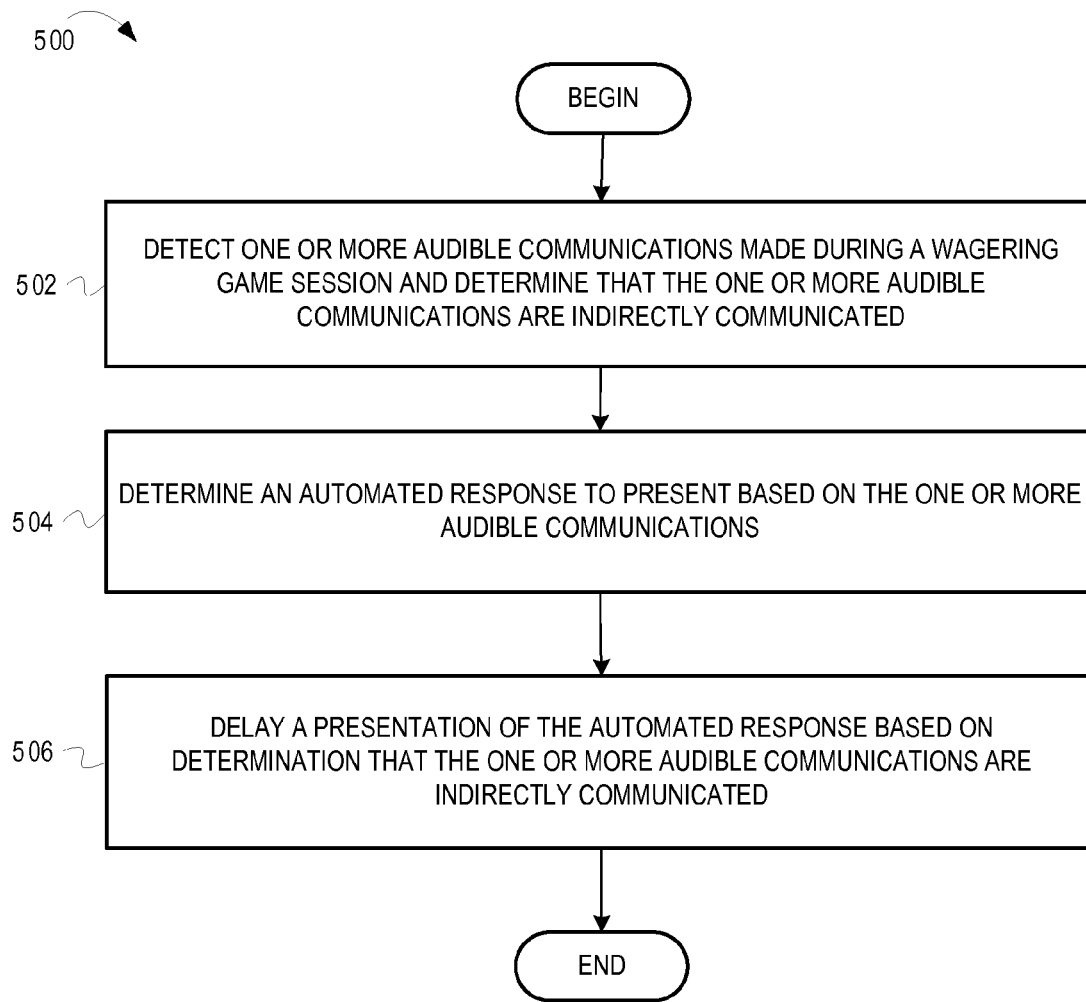 500
BEGIN
502
DETECT ONE OR MORE AUDIBLE COMMUNICATIONS MADE DURING A WAGERING
GAME SESSION AND DETERMINE THAT THE ONE OR MORE AUDIBLE
COMMUNICATIONS ARE INDIRECTLY COMMUNICATED
504
DETERMINE AN AUTOMATED RESPONSE TO PRESENT BASED ON THE ONE OR MORE
AUDIBLE COMMUNICATIONS
506
DELAY A PRESENTATION OF THE AUTOMATED RESPONSE BASED ON
DETERMINATION THAT THE ONE OR MORE AUDIBLE COMMUNICATIONS ARE
INDIRECTLY COMMUNICATED
END